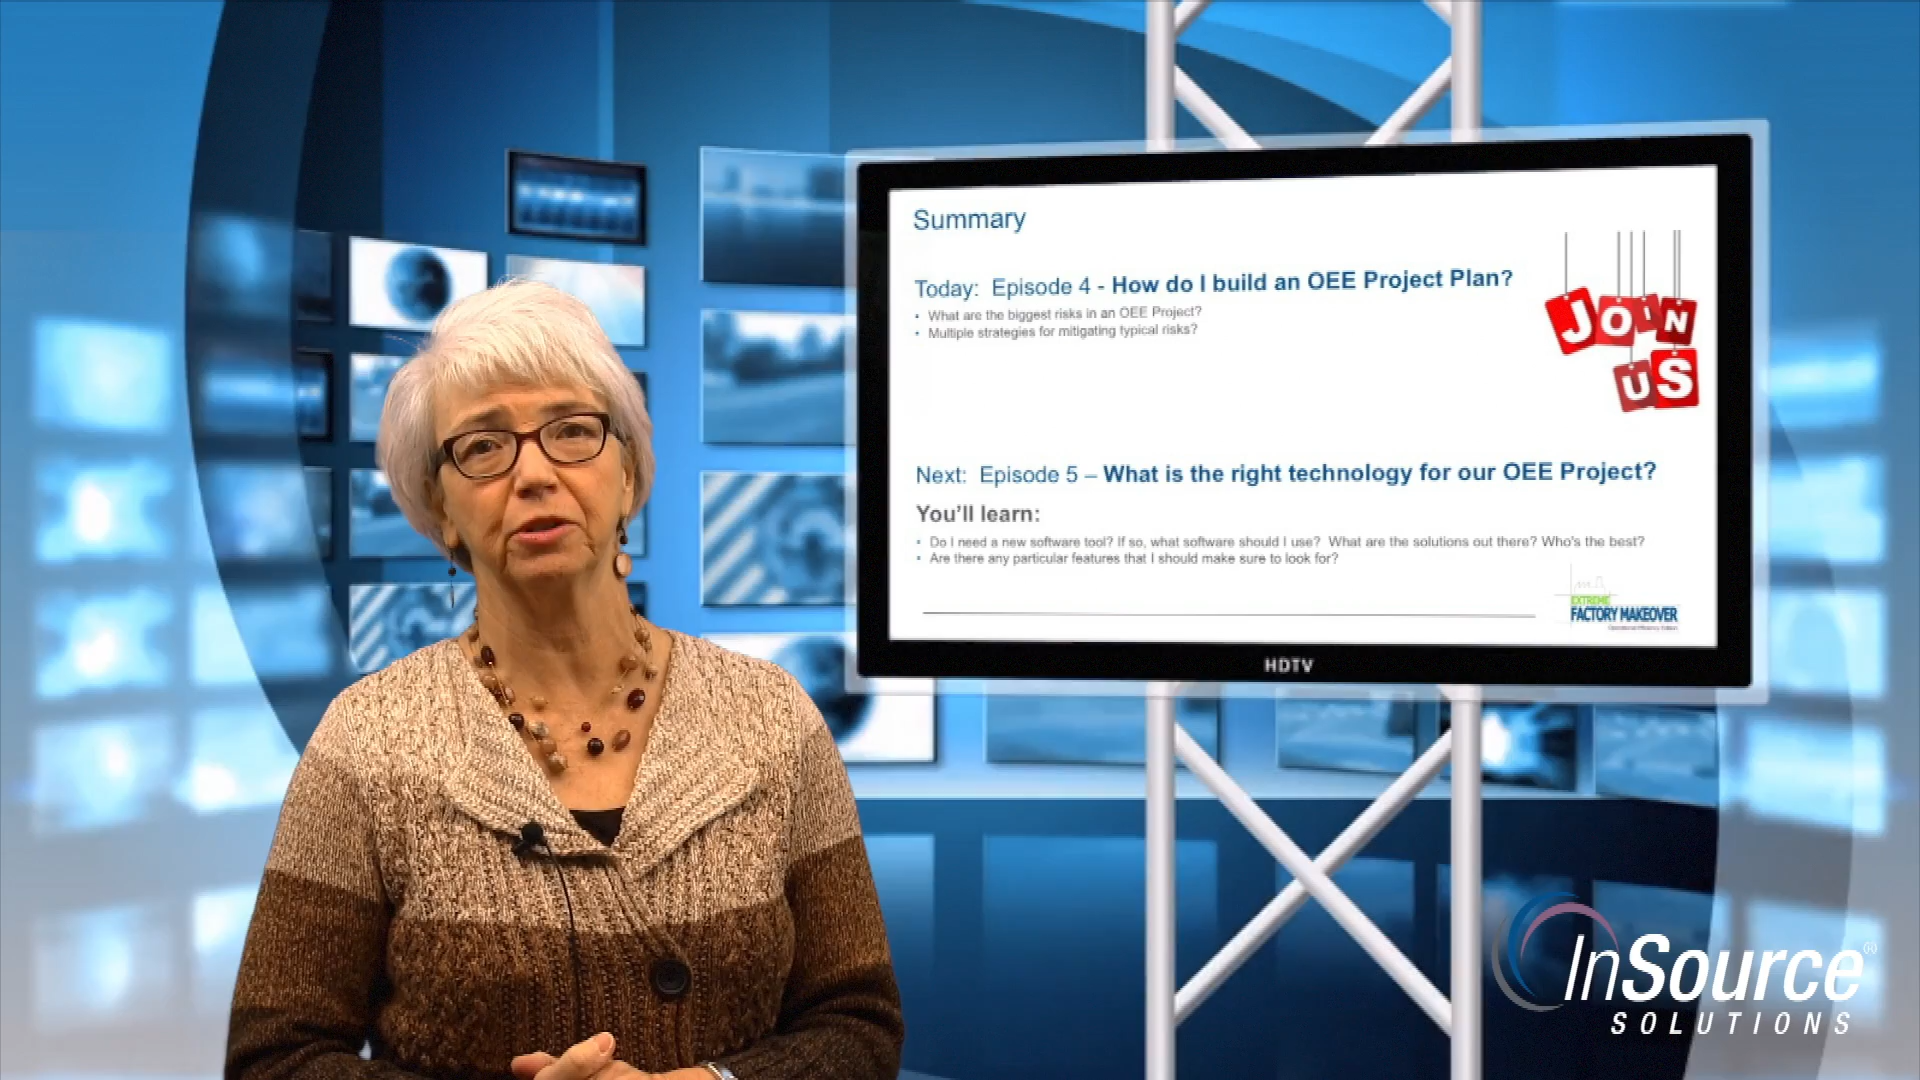 Summary
Today: Episode 4 - How do I build an OEE Project Plan?
• What are the biggest risks in an OEE Project?
• Multiple strategies for mitigating typical risks?
JOIN
US
Next: Episode 5 – What is the right technology for our OEE Project?
You'll learn:
• Do I need a new software tool? If so, what software should I use? What are the solutions out there? Who's the best?
• Are there any particular features that I should make sure to look for?
EXTREME
FACTORY MAKEOVER
HDTV
InSource®
SOLUTIONS